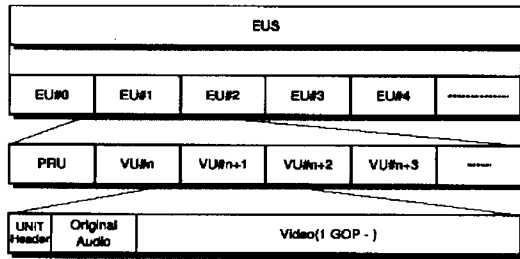 EUS
EU#0 EU#1 EU#2 EU#3 EU#4 --------------
PRU VU#n VU#n+1 VU#n+2 VU#n+3 -----
UNIT Header Original Audio Video(1 GOP - )